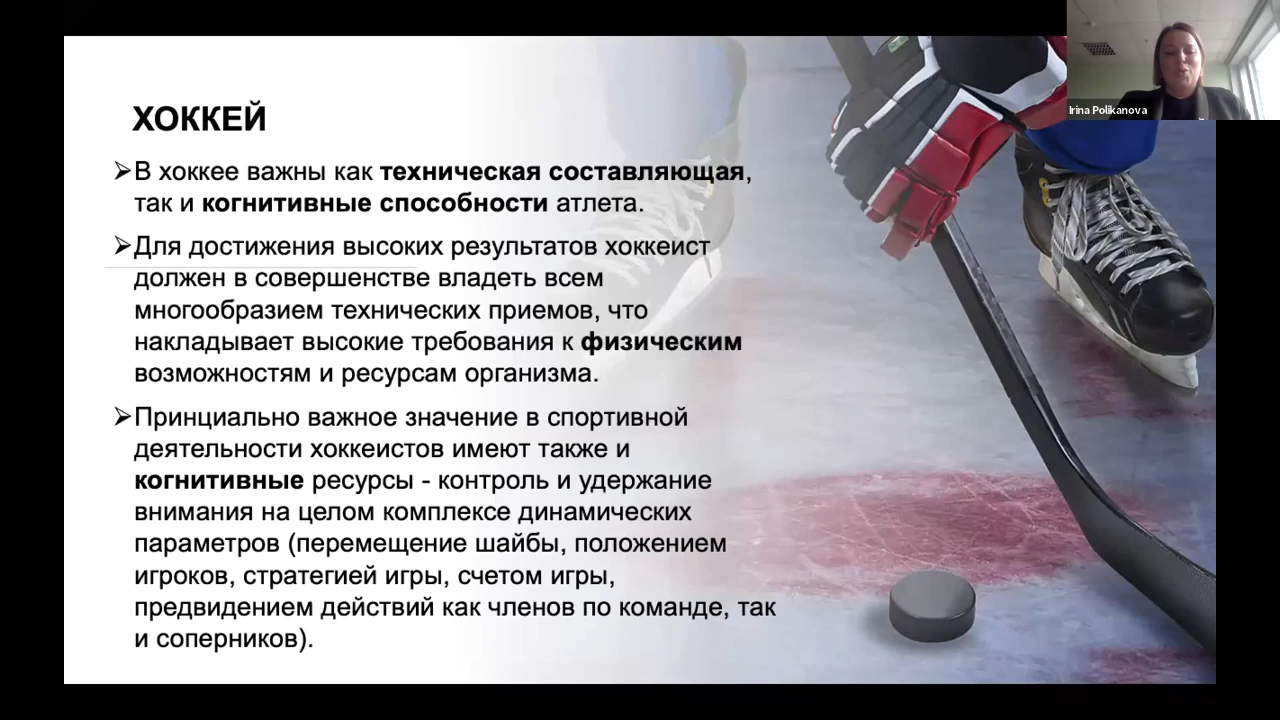 Irina Polikanova
ХОККЕЙ
➢В хоккее важны как техническая составляющая,
так и когнитивные способности атлета.
➢Для достижения высоких результатов хоккеист
должен в совершенстве владеть всем
многообразием технических приемов, что
накладывает высокие требования к физическим
возможностям и ресурсам организма.
➢Принциально важное значение в спортивной
деятельности хоккеистов имеют также и
когнитивные ресурсы - контроль и удержание
внимания на целом комплексе динамических
параметров (перемещение шайбы, положением
игроков, стратегией игры, счетом игры,
предвидением действий как членов по команде, так
и соперников).